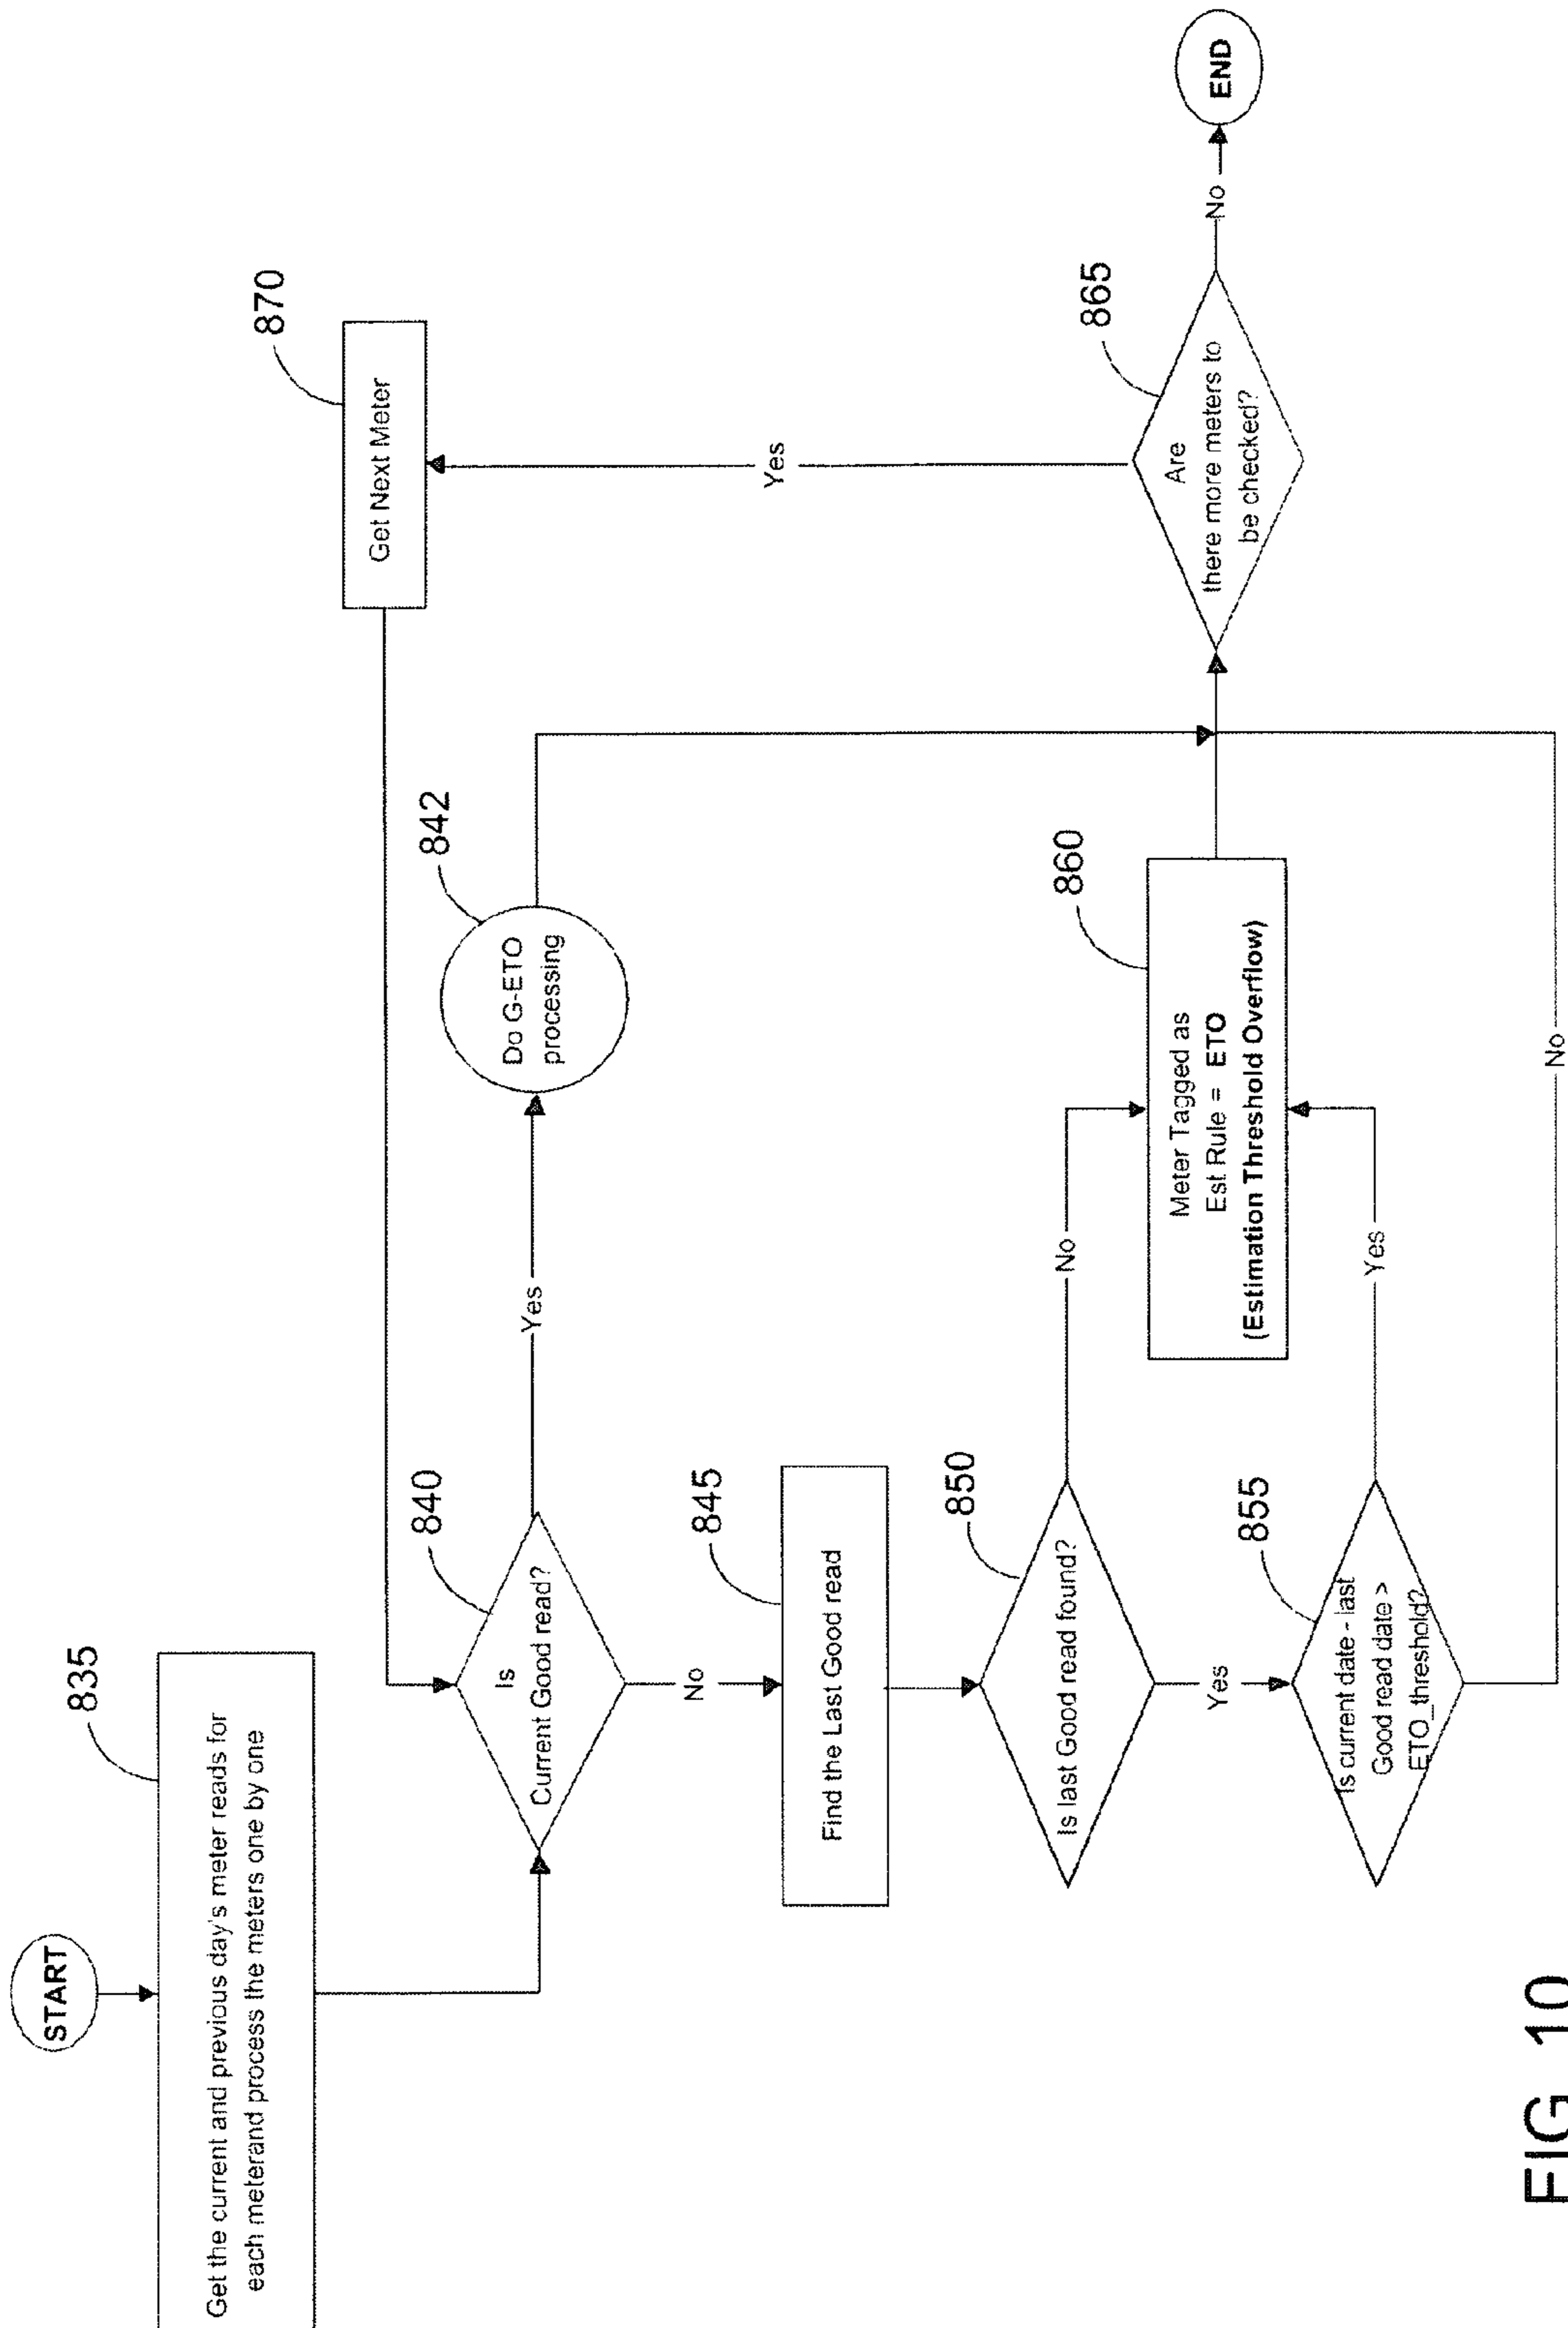 START
835
Get the current and previous day's meter reads for
each meterand process the meters one by one
840
Is
Current Good read?
Yes
842
Do G-ETO
processing
870
Get Next Meter
No
845
Find the Last Good read
850
Is last Good read found?
No
Yes
855
Is current date - last
Good read date >
ETO_threshold?
Yes
No
860
Meter Tagged as
Est Rule = ETO
(Estimation Threshold Overflow)
865
Are
there more meters to
be checked?
Yes
No
END
FIG 10